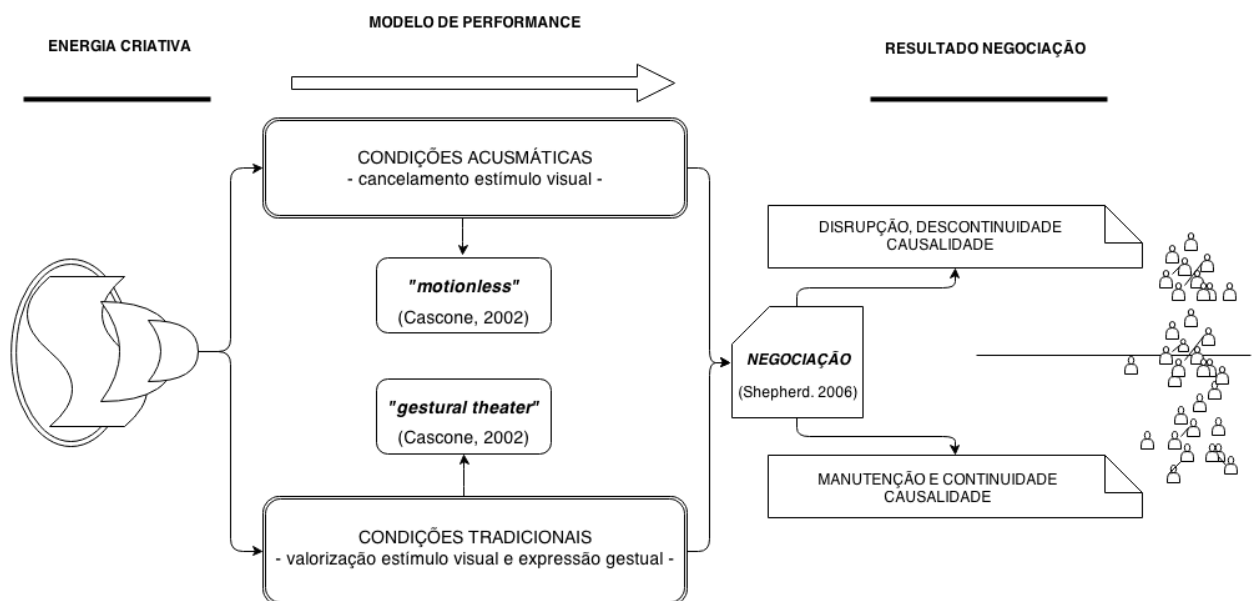 ENERGIA CRIATIVA
MODELO DE PERFORMANCE
RESULTADO NEGOCIAÇÃO
CONDIÇÕES ACUSMÁTICAS
- cancelamento estímulo visual -
"motionless"
(Cascone, 2002)
"gestural theater"
(Cascone, 2002)
CONDIÇÕES TRADICIONAIS
- valorização estímulo visual e expressão gestual -
NEGOCIAÇÃO
(Shepherd. 2006)
DISRUPÇÃO, DESCONTINUIDADE
CAUSALIDADE
MANUTENÇÃO E CONTINUIDADE
CAUSALIDADE